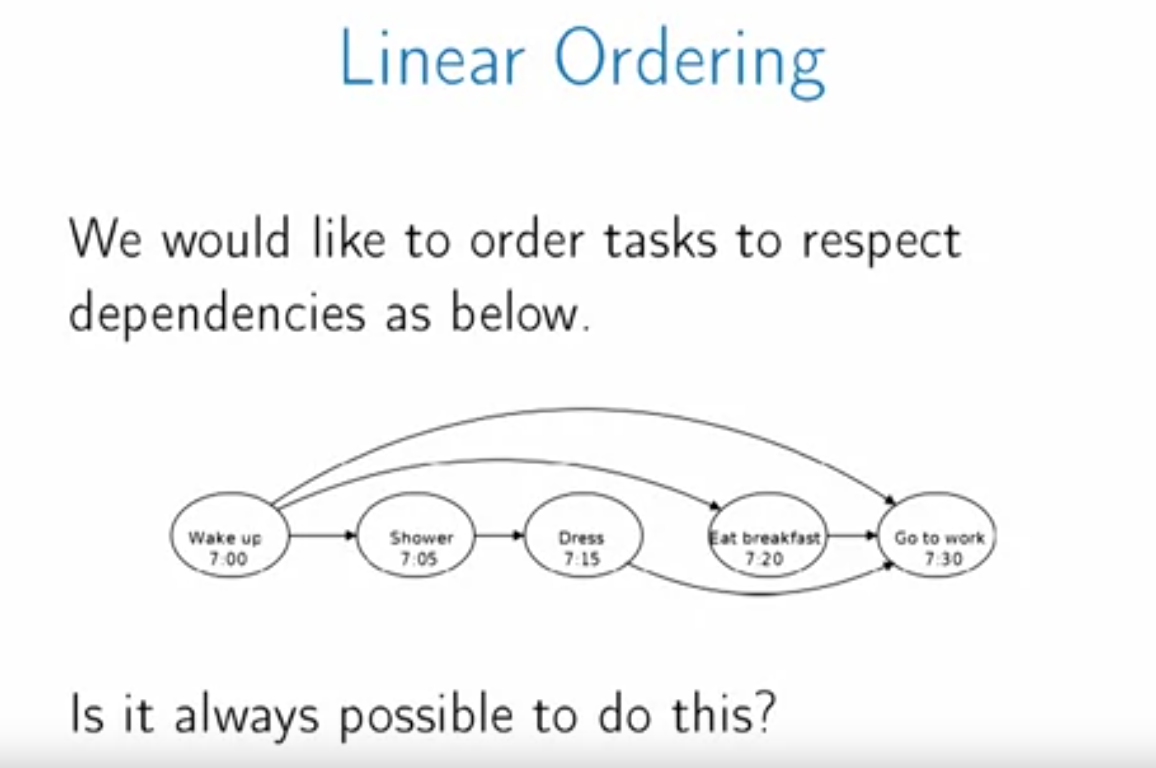 Linear Ordering
We would like to order tasks to respect
dependencies as below.
Wake up
7:00
Shower
7:05
Dress
7:15
Eat breakfast
7:20
Go to work
7:30
Is it always possible to do this?